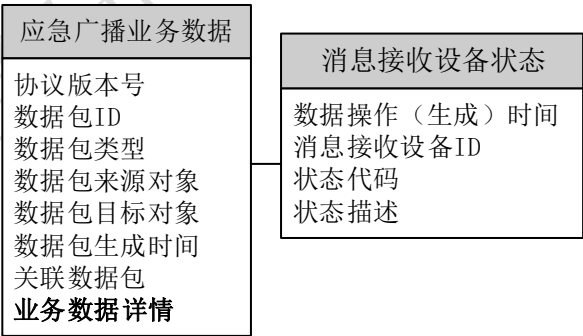 应急广播业务数据
协议版本号
数据包ID
数据包类型
数据包来源对象
数据包目标对象
数据包生成时间
关联数据包
业务数据详情
消息接收设备状态
数据操作（生成）时间
消息接收设备ID
状态代码
状态描述